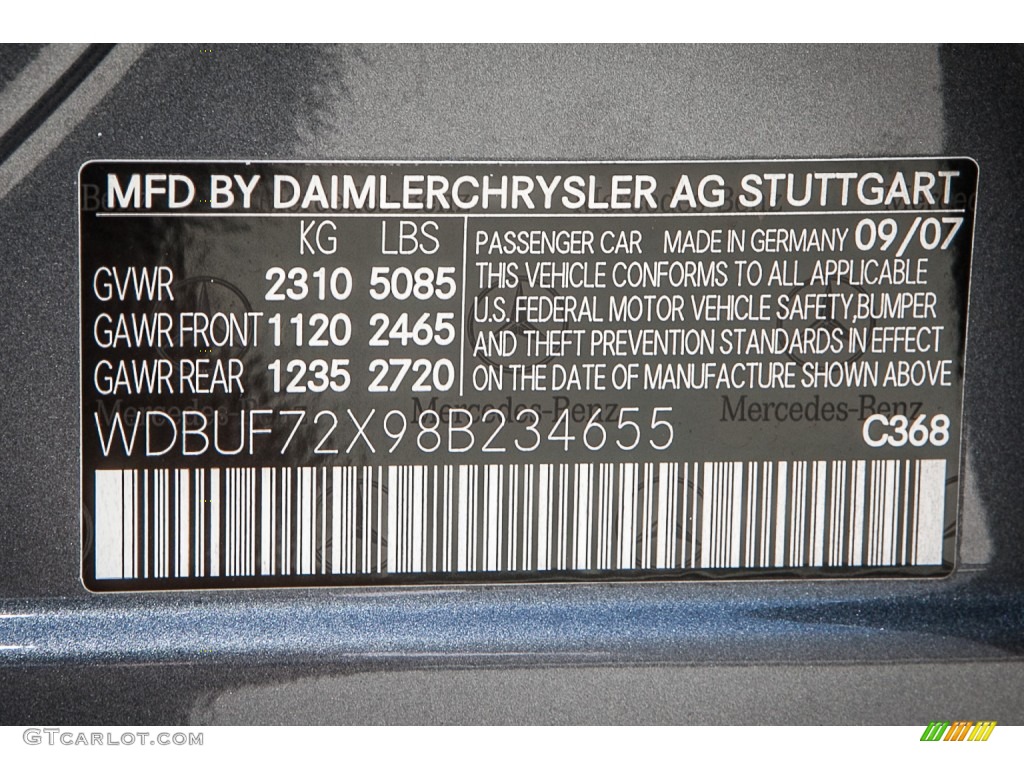 MFD BY DAIMLERCHRYSLER AG STUTTGART
KG LBS
GVWR 2310 5085
GAWR FRONT 1120 2465
GAWR REAR 1235 2720
PASSENGER CAR MADE IN GERMANY 09/07
THIS VEHICLE CONFORMS TO ALL APPLICABLE
U.S. FEDERAL MOTOR VEHICLE SAFETY,BUMPER
AND THEFT PREVENTION STANDARDS IN EFFECT
ON THE DATE OF MANUFACTURE SHOWN ABOVE
Mercedes-Benz Mercedes-Benz
WDBUF72X98B234655 C368
GTCARLOT.COM